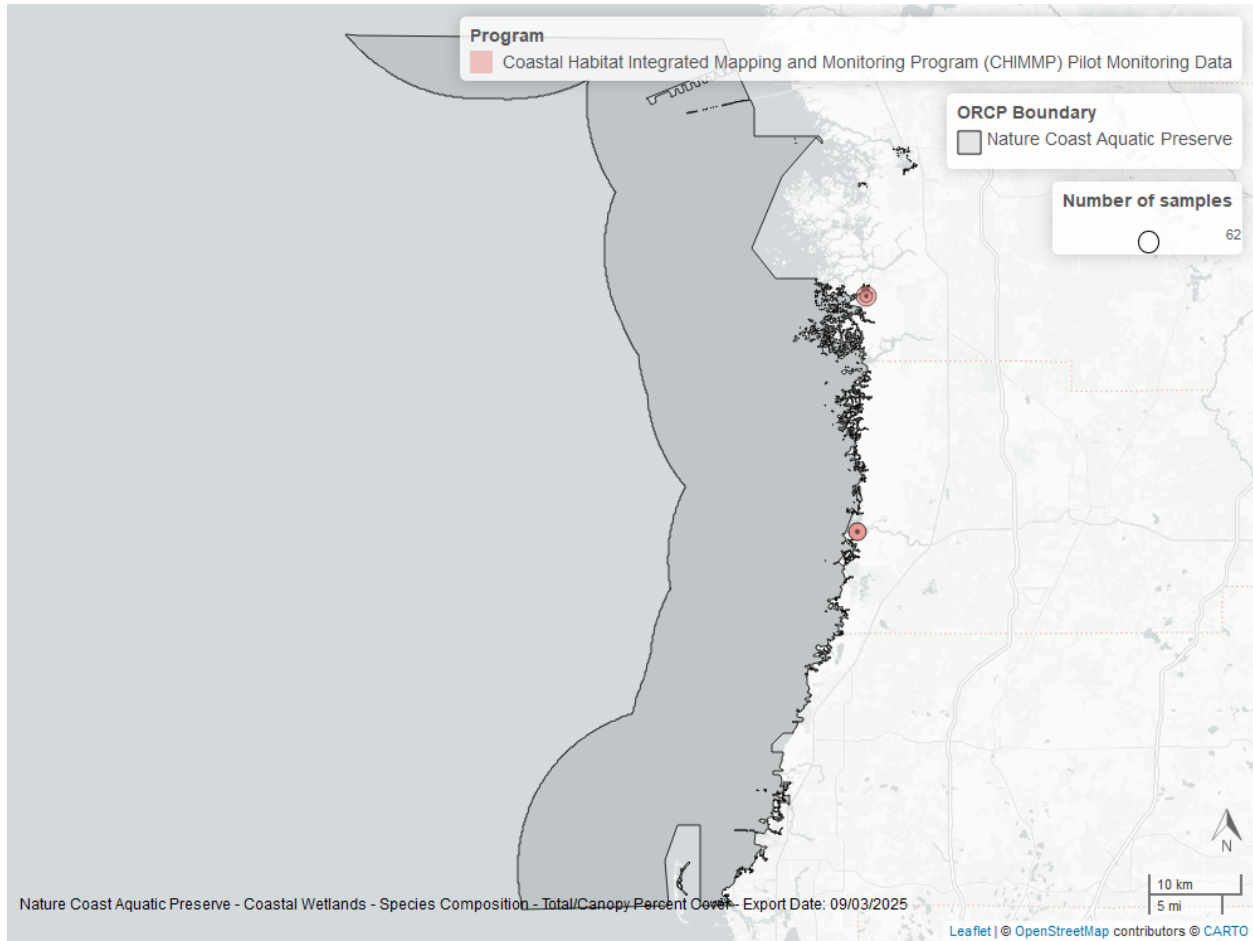 Program
Coastal Habitat Integrated Mapping and Monitoring Program (CHIMMP) Pilot Monitoring Data
ORCP Boundary
Nature Coast Aquatic Preserve
Number of samples
62
N
10 km
5 mi
Nature Coast Aquatic Preserve - Coastal Wetlands - Species Composition - Total/Canopy Percent Cover - Export Date: 09/03/2025
Leaflet | © OpenStreetMap contributors © CARTO